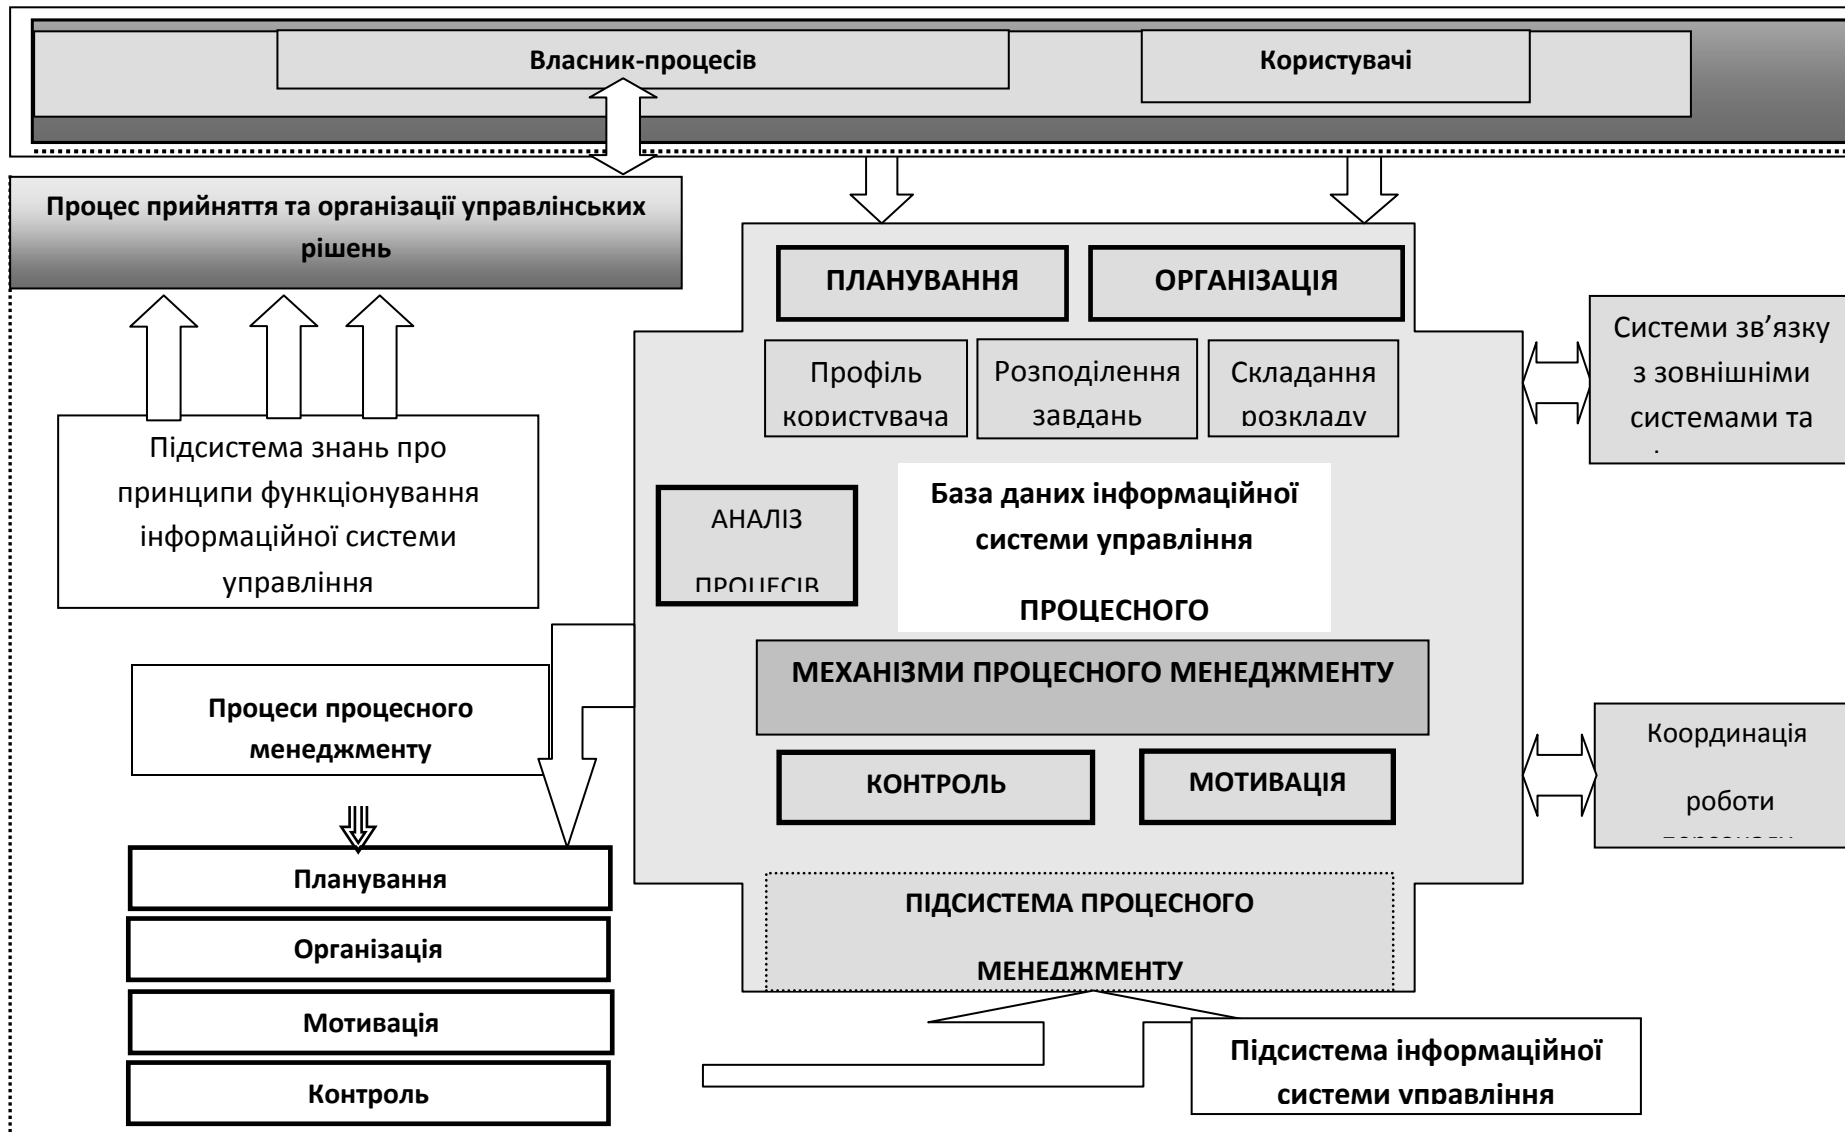 Власник-процесів
Користувачі
Процес прийняття та організації управлінських
рішень
ПЛАНУВАННЯ
ОРГАНІЗАЦІЯ
Профіль
користувача
Розподілення
завдань
Складання
розкладу
Системи зв’язку
з зовнішніми
системами та
Підсистема знань про
принципи функціонування
інформаційної системи
управління
АНАЛІЗ
ПРОЦЕСІВ
База даних інформаційної
системи управління
ПРОЦЕСНОГО
МЕХАНІЗМИ ПРОЦЕСНОГО МЕНЕДЖМЕНТУ
Процеси процесного
менеджменту
КОНТРОЛЬ
МОТИВАЦІЯ
Координація
роботи
Планування
Організація
Мотивація
Контроль
ПІДСИСТЕМА ПРОЦЕСНОГО
МЕНЕДЖМЕНТУ
Підсистема інформаційної
системи управління